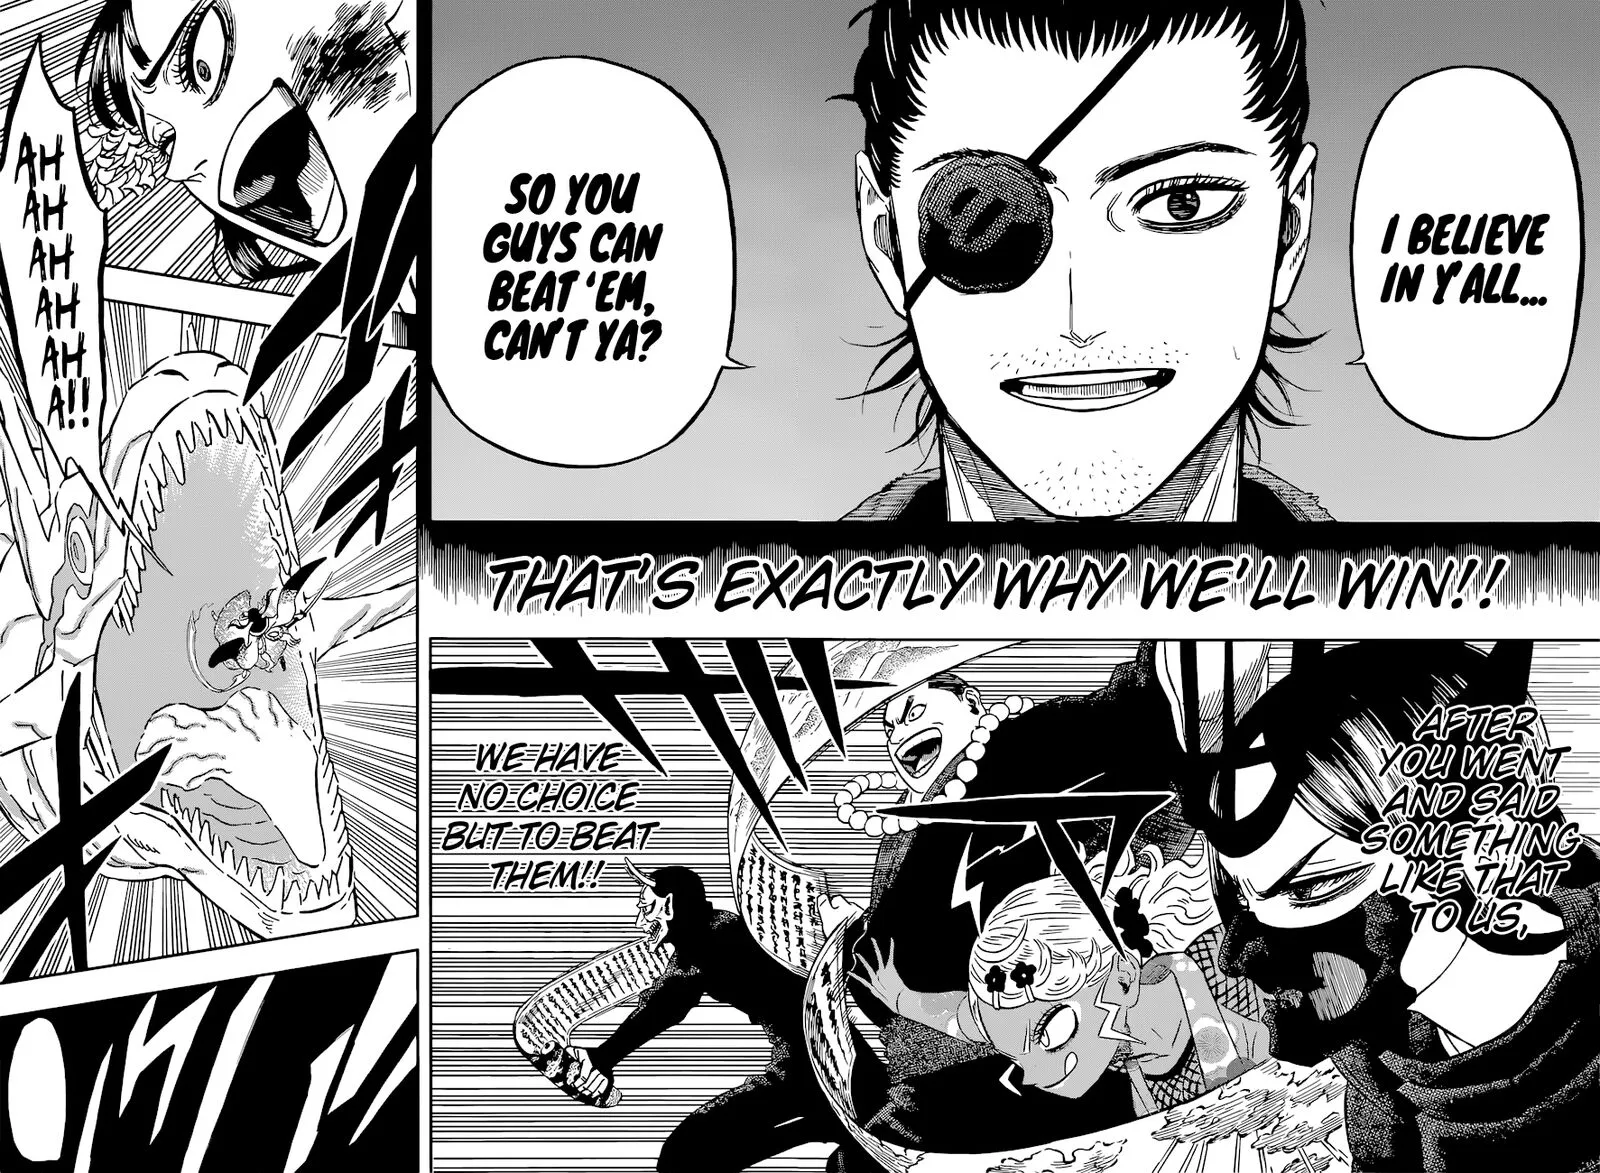 I BELIEVE
IN Y'ALL...
SO YOU
GUYS CAN
BEAT 'EM,
CAN'T YA?
THAT'S EXACTLY WHY WE'LL WIN!!
AFTER
YOU WENT
AND SAID
SOMETHING
LIKE THAT
TO US,
WE HAVE
NO CHOICE
BUT TO BEAT
THEM!!
AH
AH
AH
AH
AH
A!!